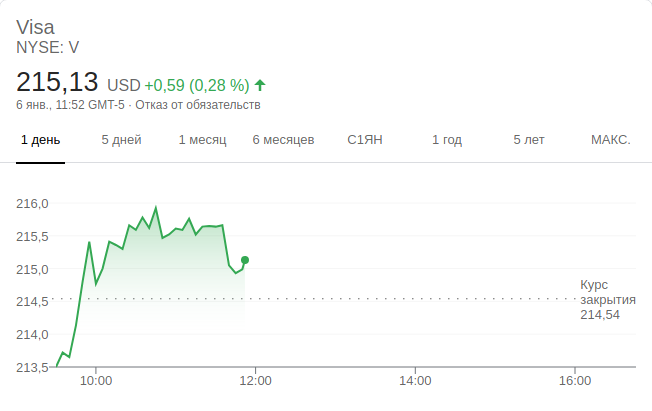 Visa
NYSE: V
215,13 USD +0,59 (0,28 %)
6 янв., 11:52 GMT-5 · Отказ от обязательств
1 день 5 дней 1 месяц 6 месяцев С1ЯН 1 год 5 лет МАКС.
216,0
215,5
215,0
214,5
214,0
213,5
Курс
закрытия
214,54
10:00 12:00 14:00 16:00